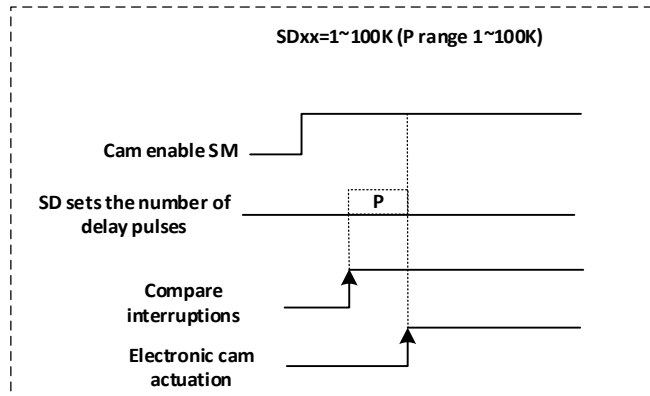 SDxx=1~100K (P range 1~100K)
Cam enable SM
SD sets the number of
delay pulses
P
Compare
interruptions
Electronic cam
actuation